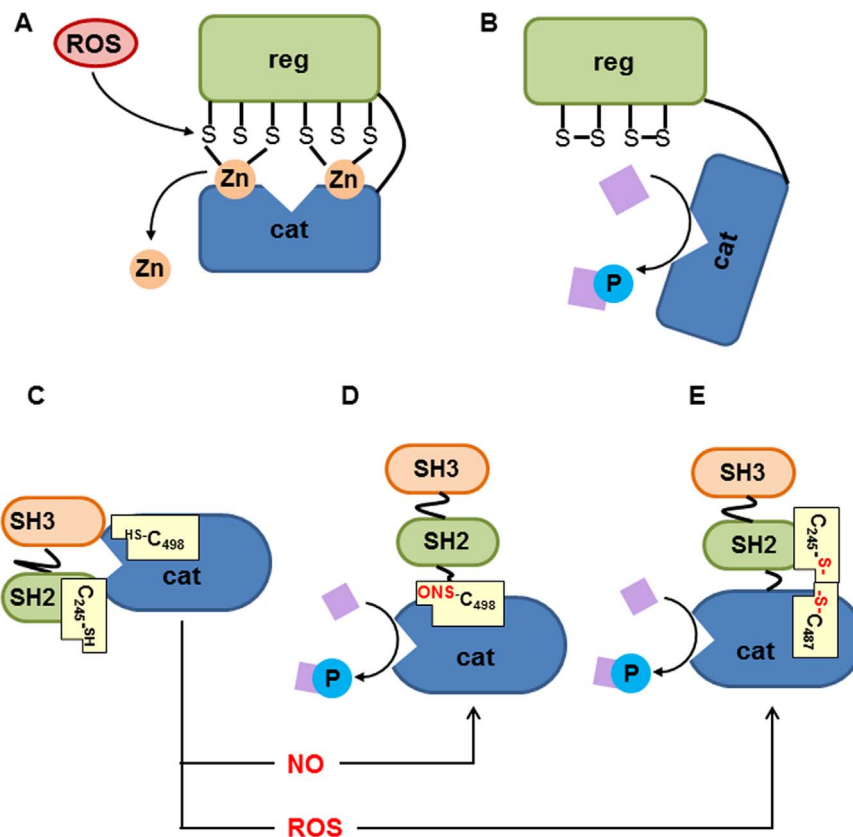 A
ROS
reg
S S S S S S
Zn Zn
cat
Zn
B
reg
S–S S–S
cat
P
C
SH3
HS-C498
cat
SH2
C245-SH
D
SH3
SH2
ONS-C498
cat
P
E
SH3
SH2
C245-S-
-S-C487
cat
P
NO
ROS